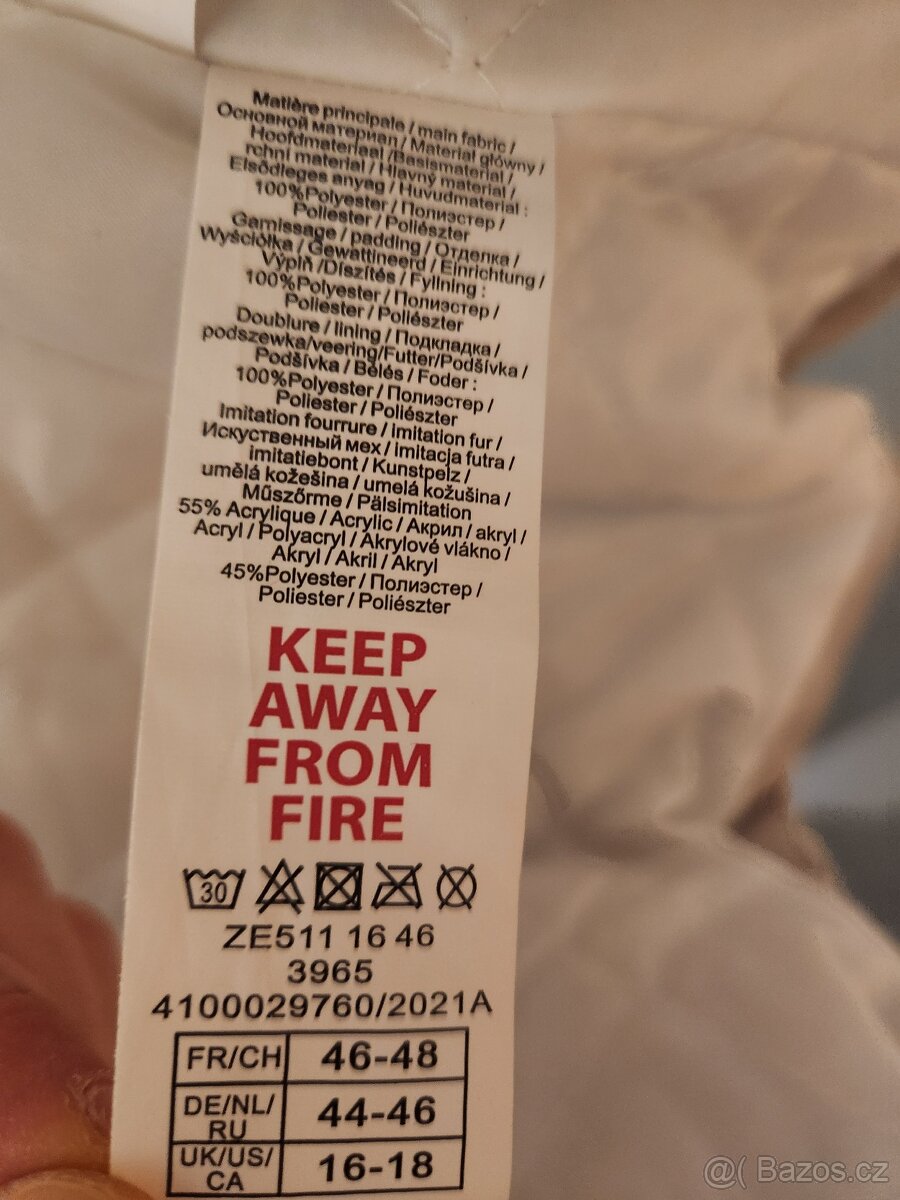 Matière principale / main fabric /
Основной материал / Materiał główny /
Hoofdmateriaal /Basismaterial /
rchní material / Hlavný material /
Elsődleges anyag / Huvudmaterial :
100%Polyester / Полиэстер /
Poliester / Poliészter
Garnissage / padding / Отделка /
Wyściółka / Gewattineerd / Einrichtung /
Výplň /Díszítés / Fyllning :
100%Polyester / Полиэстер /
Poliester / Poliészter
Doublure / lining / Подкладка /
podszewka/veering/Futter/Podšívka /
Podšívka / Bélés / Foder :
100%Polyester / Полиэстер /
Poliester / Poliészter
Imitation fourrure / imitation fur /
Искуственный мех / imitacja futra /
imitatiebont / Kunstpelz /
umělá kožešina / umelá kožušina /
Műszőrme / Pälsimitation
55% Acrylique / Acrylic / Акрил / akryl /
Acryl / Polyacryl / Akrylové vlákno /
Akryl / Akril / Akryl
45%Polyester / Полиэстер /
Poliester / Poliészter
KEEP
AWAY
FROM
FIRE
30
ZE511 16 46
3965
4100029760/2021A
FR/CH 46-48
DE/NL/
RU 44-46
UK/US/
CA 16-18
@( Bazos.cz